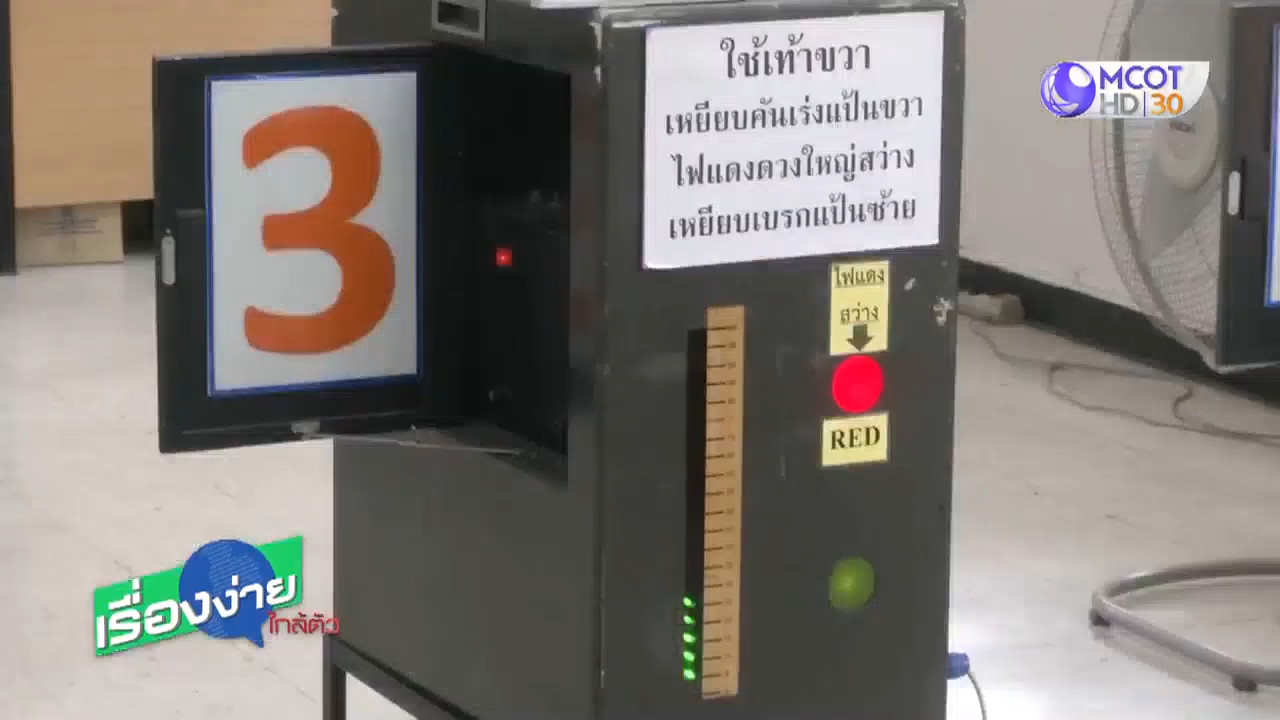 3
ใช้เท้าขวา
เหยียบคันเร่งแป้นขวา
ไฟแดงดวงใหญ่สว่าง
เหยียบเบรกแป้นซ้าย
MCOT
HD 30
ไฟแดง
สว่าง
RED
เรื่องง่าย
ใกล้ตัว